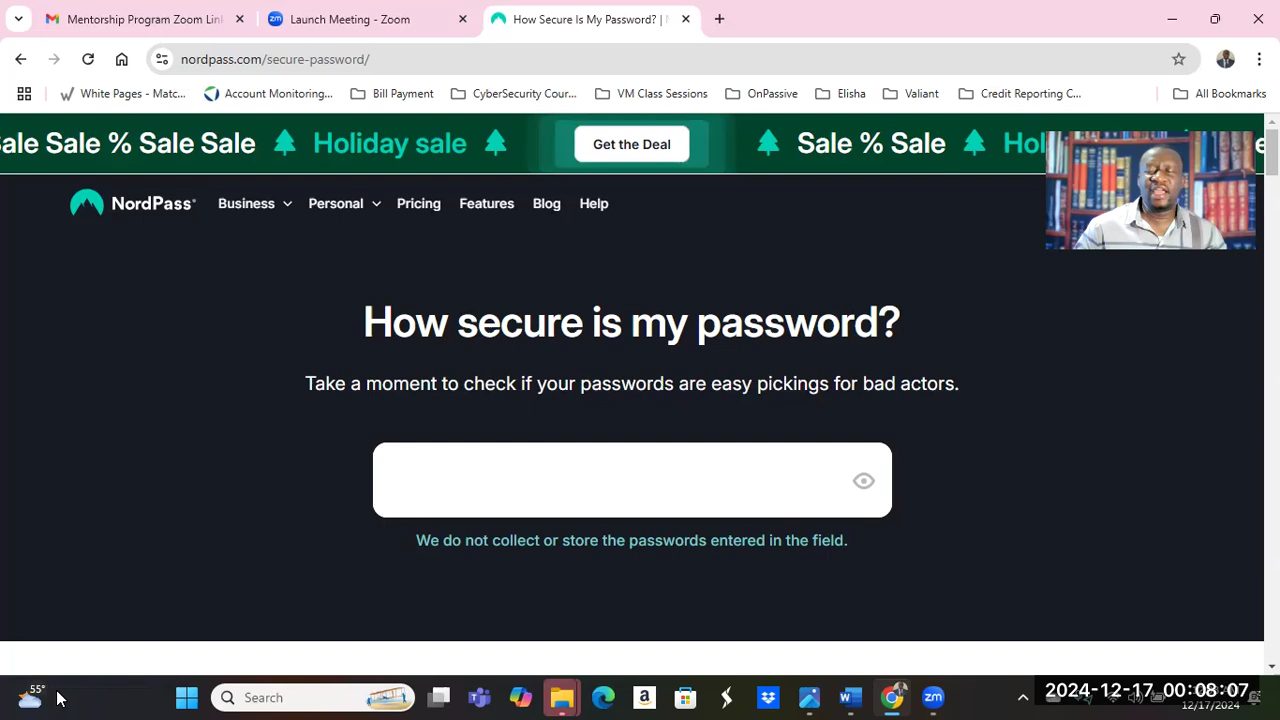 Mentorship Program Zoom Lin
Launch Meeting - Zoom
How Secure Is My Password? |
nordpass.com/secure-password/
White Pages - Matc...
Account Monitoring...
Bill Payment
CyberSecurity Cour...
VM Class Sessions
OnPassive
Elisha
Valiant
Credit Reporting C...
All Bookmarks
ale Sale % Sale Sale
Holiday sale
Get the Deal
Sale % Sale
Hol
NordPass®
Business
Personal
Pricing
Features
Blog
Help
How secure is my password?
Take a moment to check if your passwords are easy pickings for bad actors.
We do not collect or store the passwords entered in the field.
55°
Search
zm
2024-12-17 00:08:07
12/17/2024